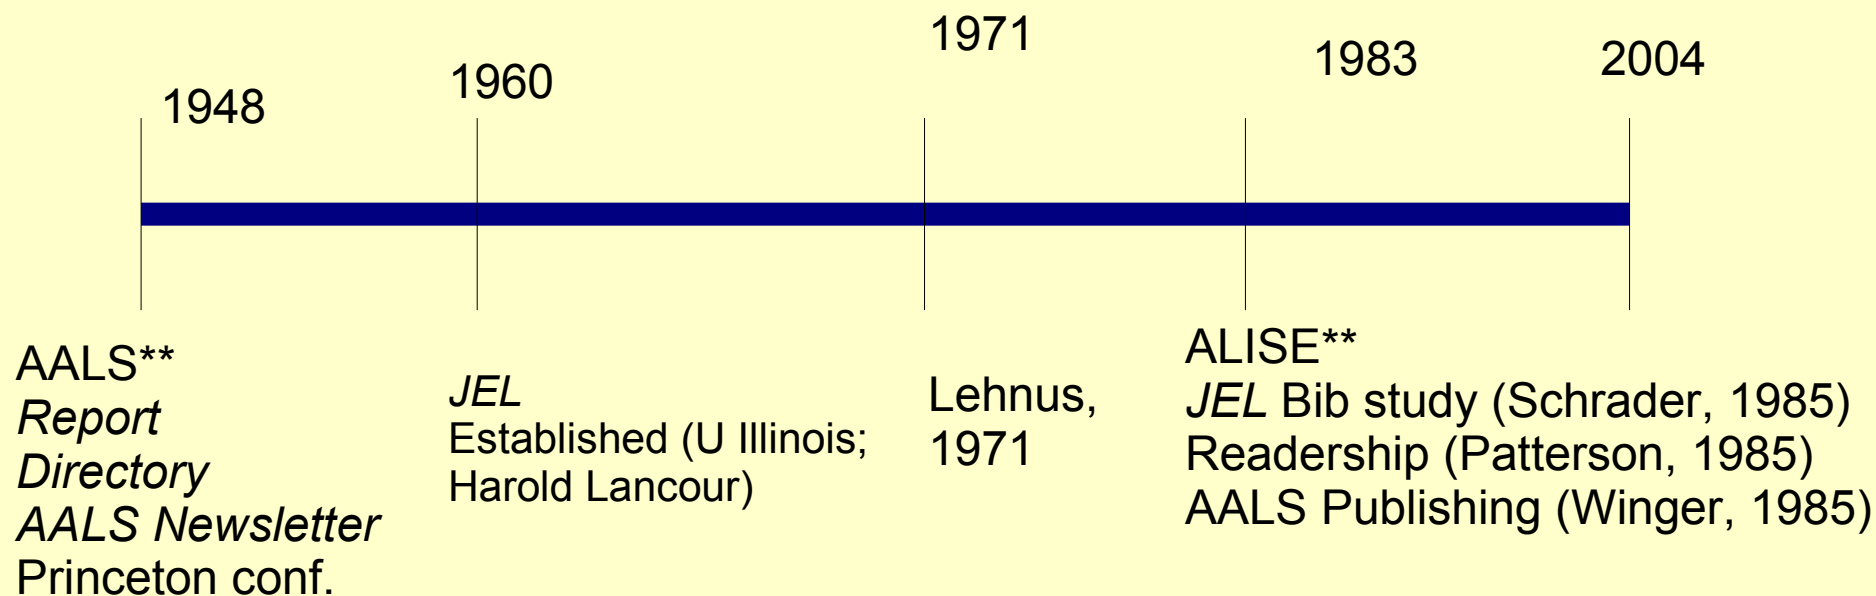 1948
1960
1971
1983
2004
AALS**
Report
Directory
AALS Newsletter
Princeton conf.
JEL
Established (U Illinois;
Harold Lancour)
Lehnus,
1971
ALISE**
JEL Bib study (Schrader, 1985)
Readership (Patterson, 1985)
AALS Publishing (Winger, 1985)